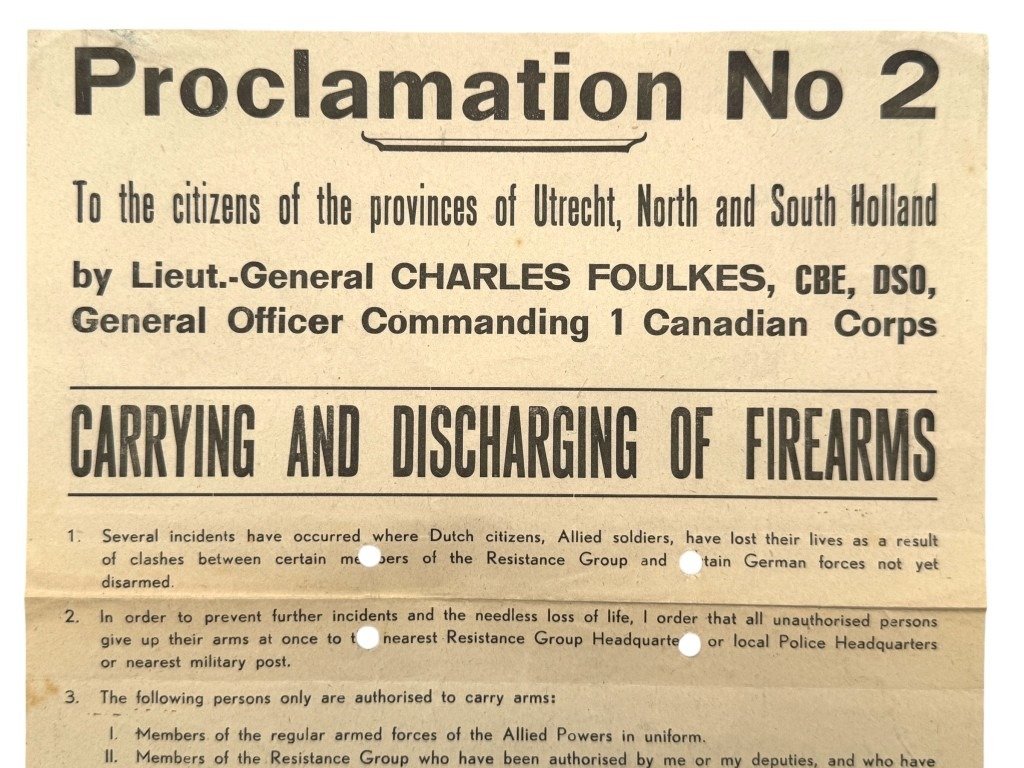 Proclamation No 2
To the citizens of the provinces of Utrecht, North and South Holland
by Lieut.-General CHARLES FOULKES, CBE, DSO,
General Officer Commanding 1 Canadian Corps
CARRYING AND DISCHARGING OF FIREARMS
1. Several incidents have occurred where Dutch citizens, Allied soldiers, have lost their lives as a result
of clashes between certain me bers of the Resistance Group and tain German forces not yet
disarmed.
2. In order to prevent further incidents and the needless loss of life, I order that all unauthorised persons
give up their arms at once to t nearest Resistance Group Headquarte or local Police Headquarters
or nearest military post.
3. The following persons only are authorised to carry arms:
I. Members of the regular armed forces of the Allied Powers in uniform.
II. Members of the Resistance Group who have been authorised by me or my deputies, and who have